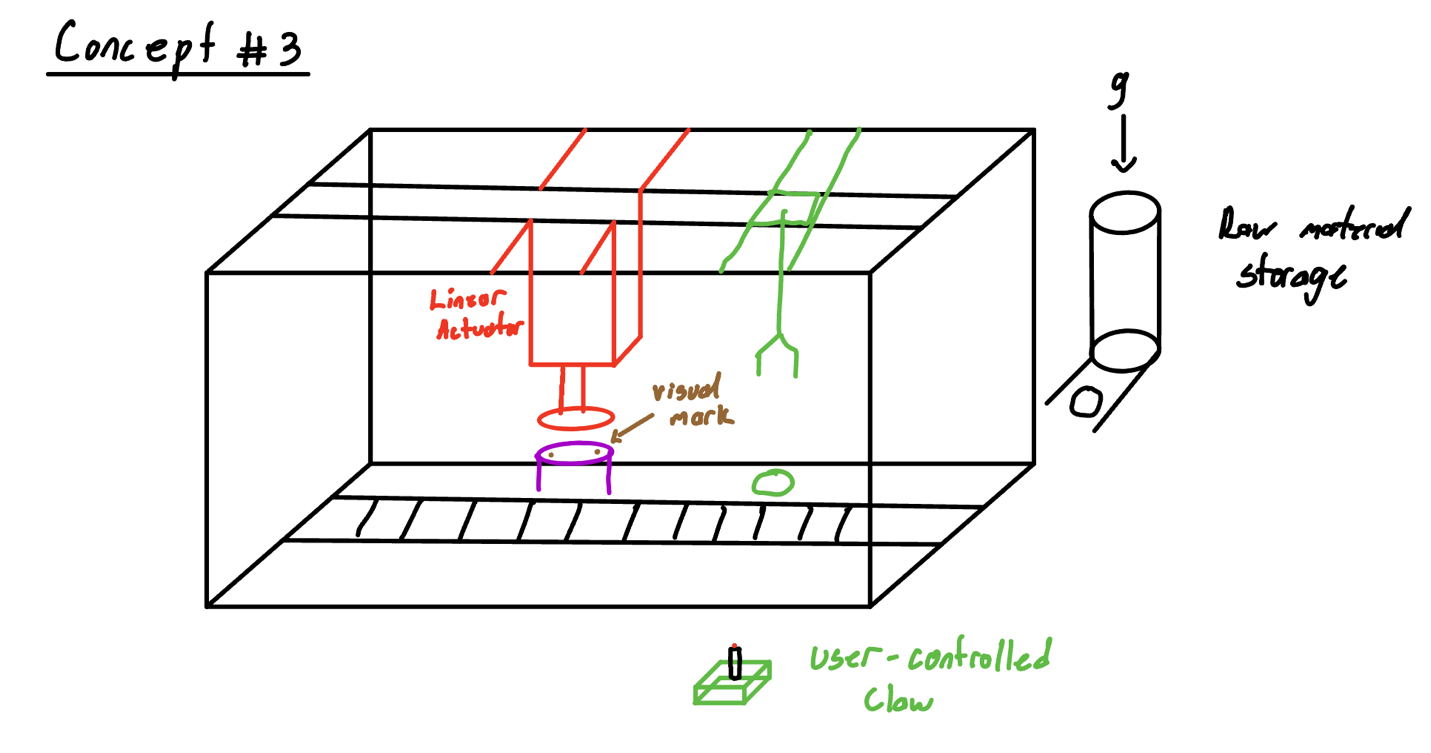 Concept #3
g
Raw material
storage
Linear
Actuator
visual
mark
user-controlled
Claw